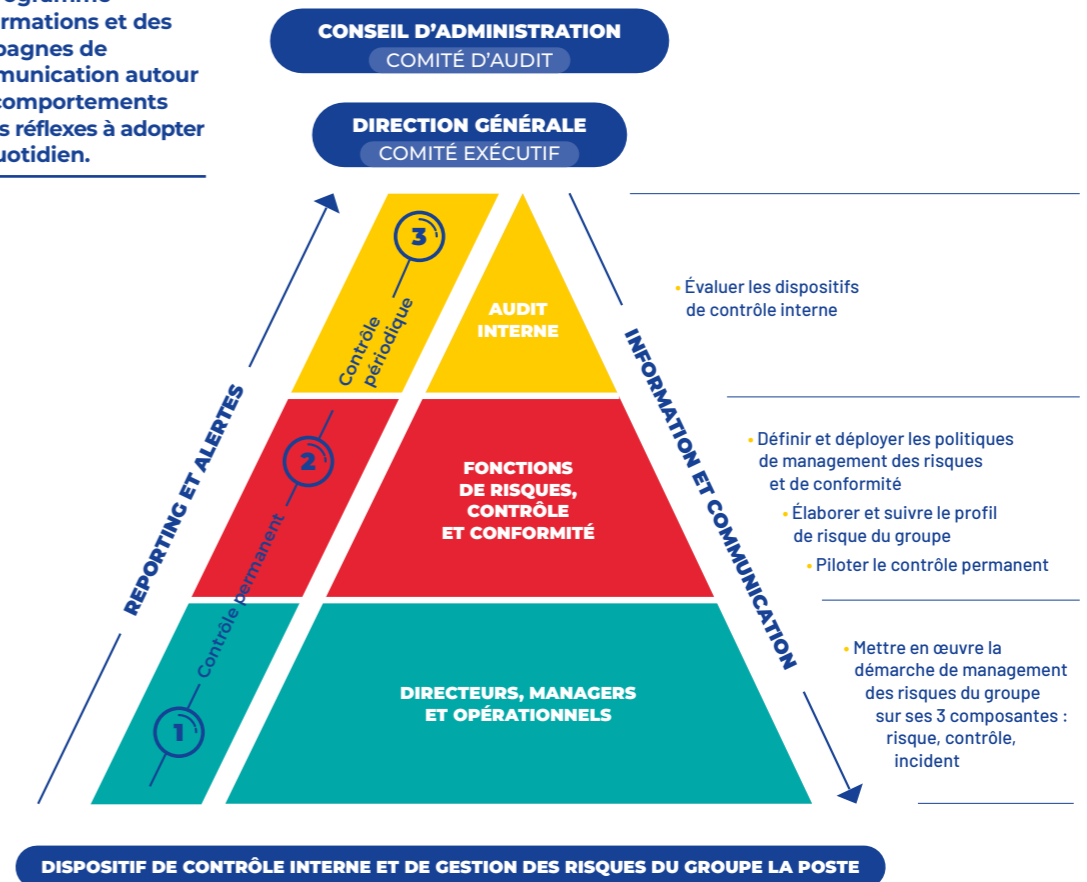 rmations et des
pagnes de
munication autour
comportements
s réflexes à adopter
uotidien.
CONSEIL D'ADMINISTRATION
COMITÉ D'AUDIT
DIRECTION GÉNÉRALE
COMITÉ EXÉCUTIF
REPORTING ET ALERTES
3
Contrôle
périodique
2
Contrôle permanent
1
AUDIT
INTERNE
FONCTIONS
DE RISQUES,
CONTRÔLE
ET CONFORMITÉ
DIRECTEURS, MANAGERS
ET OPÉRATIONNELS
INFORMATION ET COMMUNICATION
• Évaluer les dispositifs
de contrôle interne
• Définir et déployer les politiques
de management des risques
et de conformité
• Élaborer et suivre le profil
de risque du groupe
• Piloter le contrôle permanent
• Mettre en œuvre la
démarche de management
des risques du groupe
sur ses 3 composantes :
risque, contrôle,
incident
DISPOSITIF DE CONTRÔLE INTERNE ET DE GESTION DES RISQUES DU GROUPE LA POSTE